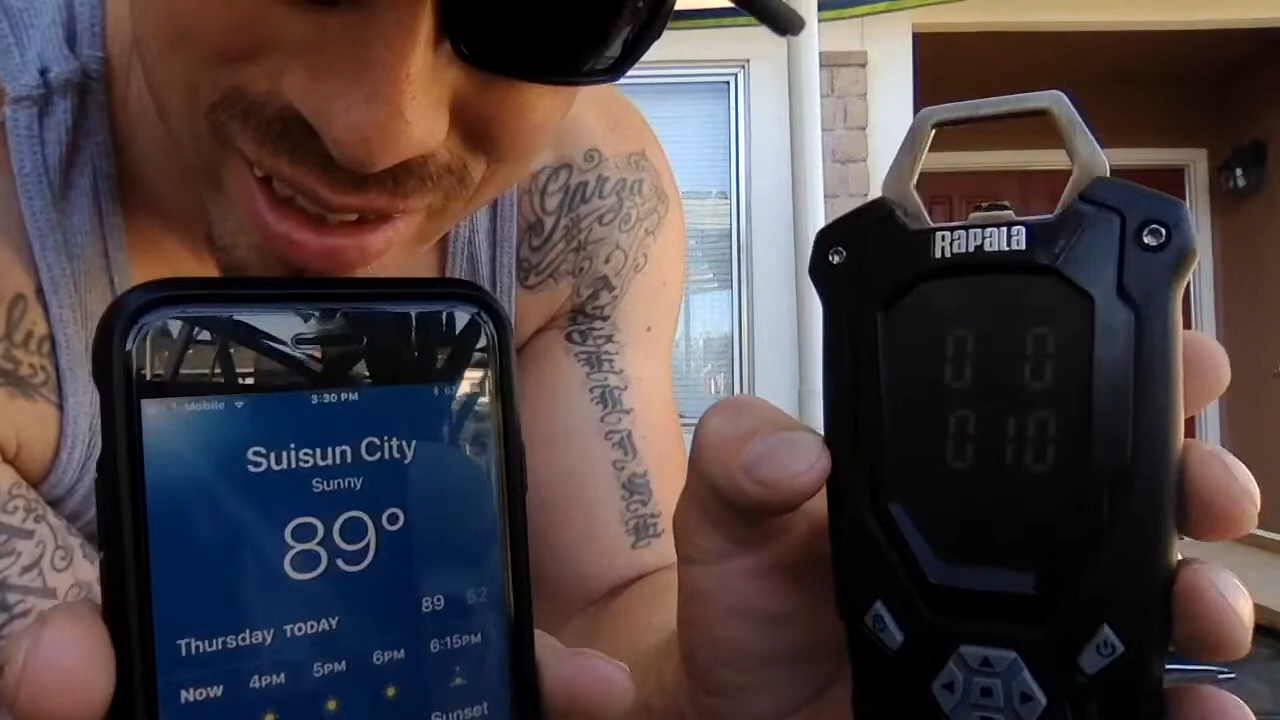 Garza
RAPALA
Mobile
3:30 PM
Suisun City
Sunny
89°
89 52
Thursday TODAY
Now 4PM 5PM 6PM 6:15PM
Sunset
0 0
0 10